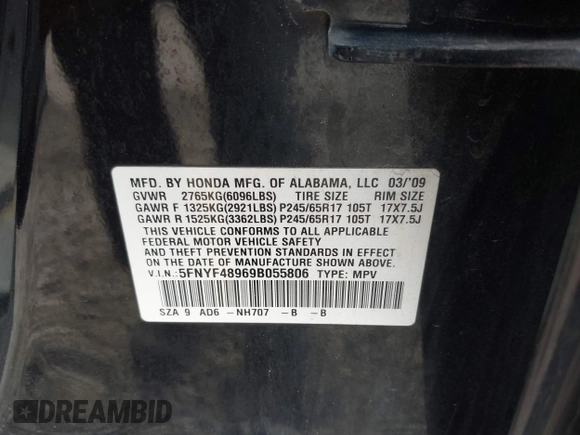 MFD. BY HONDA MFG. OF ALABAMA, LLC 03/'09
GVWR 2765KG(6096LBS) TIRE SIZE RIM SIZE
GAWR F 1325KG(2921LBS) P245/65R17 105T 17X7.5J
GAWR R 1525KG(3362LBS) P245/65R17 105T 17X7.5J
THIS VEHICLE CONFORMS TO ALL APPLICABLE
FEDERAL MOTOR VEHICLE SAFETY, BUMPER
AND THEFT PREVENTION STANDARDS IN EFFECT
ON THE DATE OF MANUFACTURE SHOWN ABOVE.
V.I.N.:5FNYF48969B055806 TYPE: MPV
SZA 9 AD6 -NH707 -B -B
DREAMBID